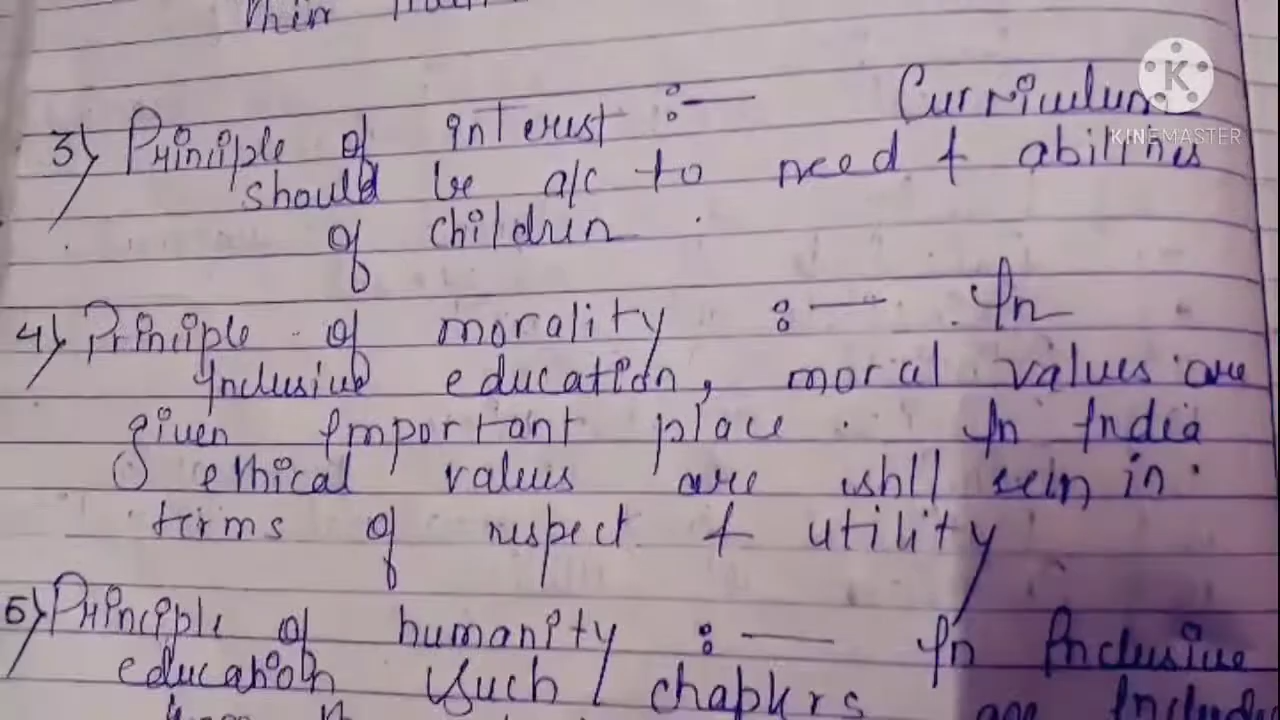 3) Principle of interest :— Curriculum
should be a/c to need + abilities
of children.
4) Principle of morality :— In
inclusive education, moral values are
given important place. In India
ethical values are well seen in
terms of respect + utility
5) Principle of humanity :— In Inclusive
education such chapters are
KINEMASTER